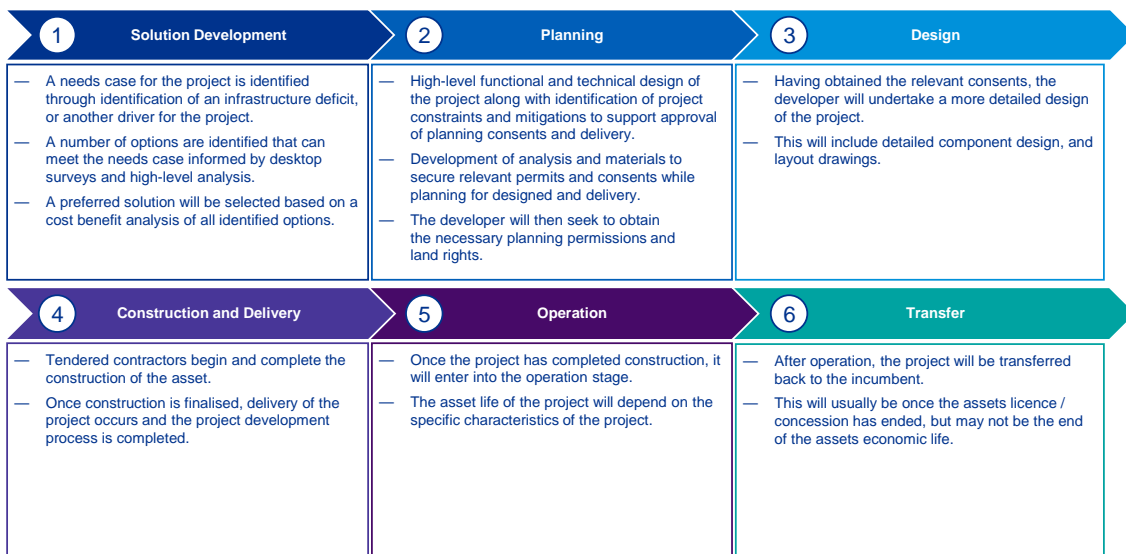 1 Solution Development
— A needs case for the project is identified
through identification of an infrastructure deficit,
or another driver for the project.
— A number of options are identified that can
meet the needs case informed by desktop
surveys and high-level analysis.
— A preferred solution will be selected based on a
cost benefit analysis of all identified options.
2 Planning
— High-level functional and technical design of
the project along with identification of project
constraints and mitigations to support approval
of planning consents and delivery.
— Development of analysis and materials to
secure relevant permits and consents while
planning for designed and delivery.
— The developer will then seek to obtain
the necessary planning permissions and
land rights.
3 Design
— Having obtained the relevant consents, the
developer will undertake a more detailed design
of the project.
— This will include detailed component design, and
layout drawings.
4 Construction and Delivery
— Tendered contractors begin and complete the
construction of the asset.
— Once construction is finalised, delivery of the
project occurs and the project development
process is completed.
5 Operation
— Once the project has completed construction, it
will enter into the operation stage.
— The asset life of the project will depend on the
specific characteristics of the project.
6 Transfer
— After operation, the project will be transferred
back to the incumbent.
— This will usually be once the assets licence /
concession has ended, but may not be the end
of the assets economic life.